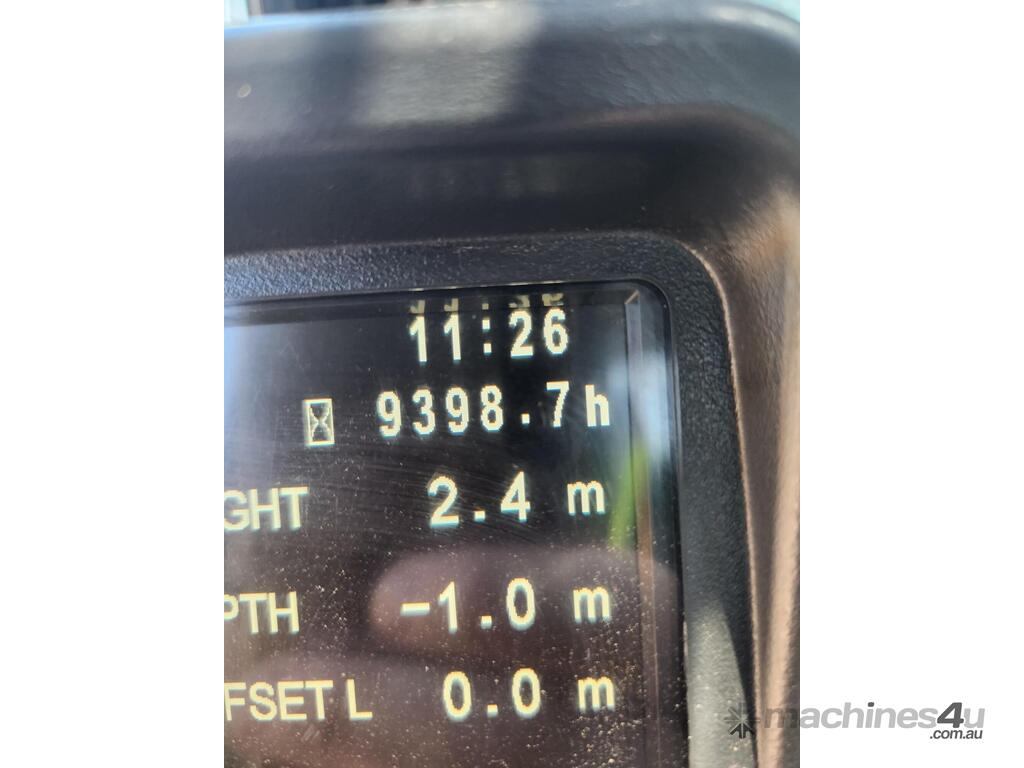 11:26
9398.7h
GHT 2.4 m
PTH -1.0 m
FSET L 0.0 m
machines4u
.com.au